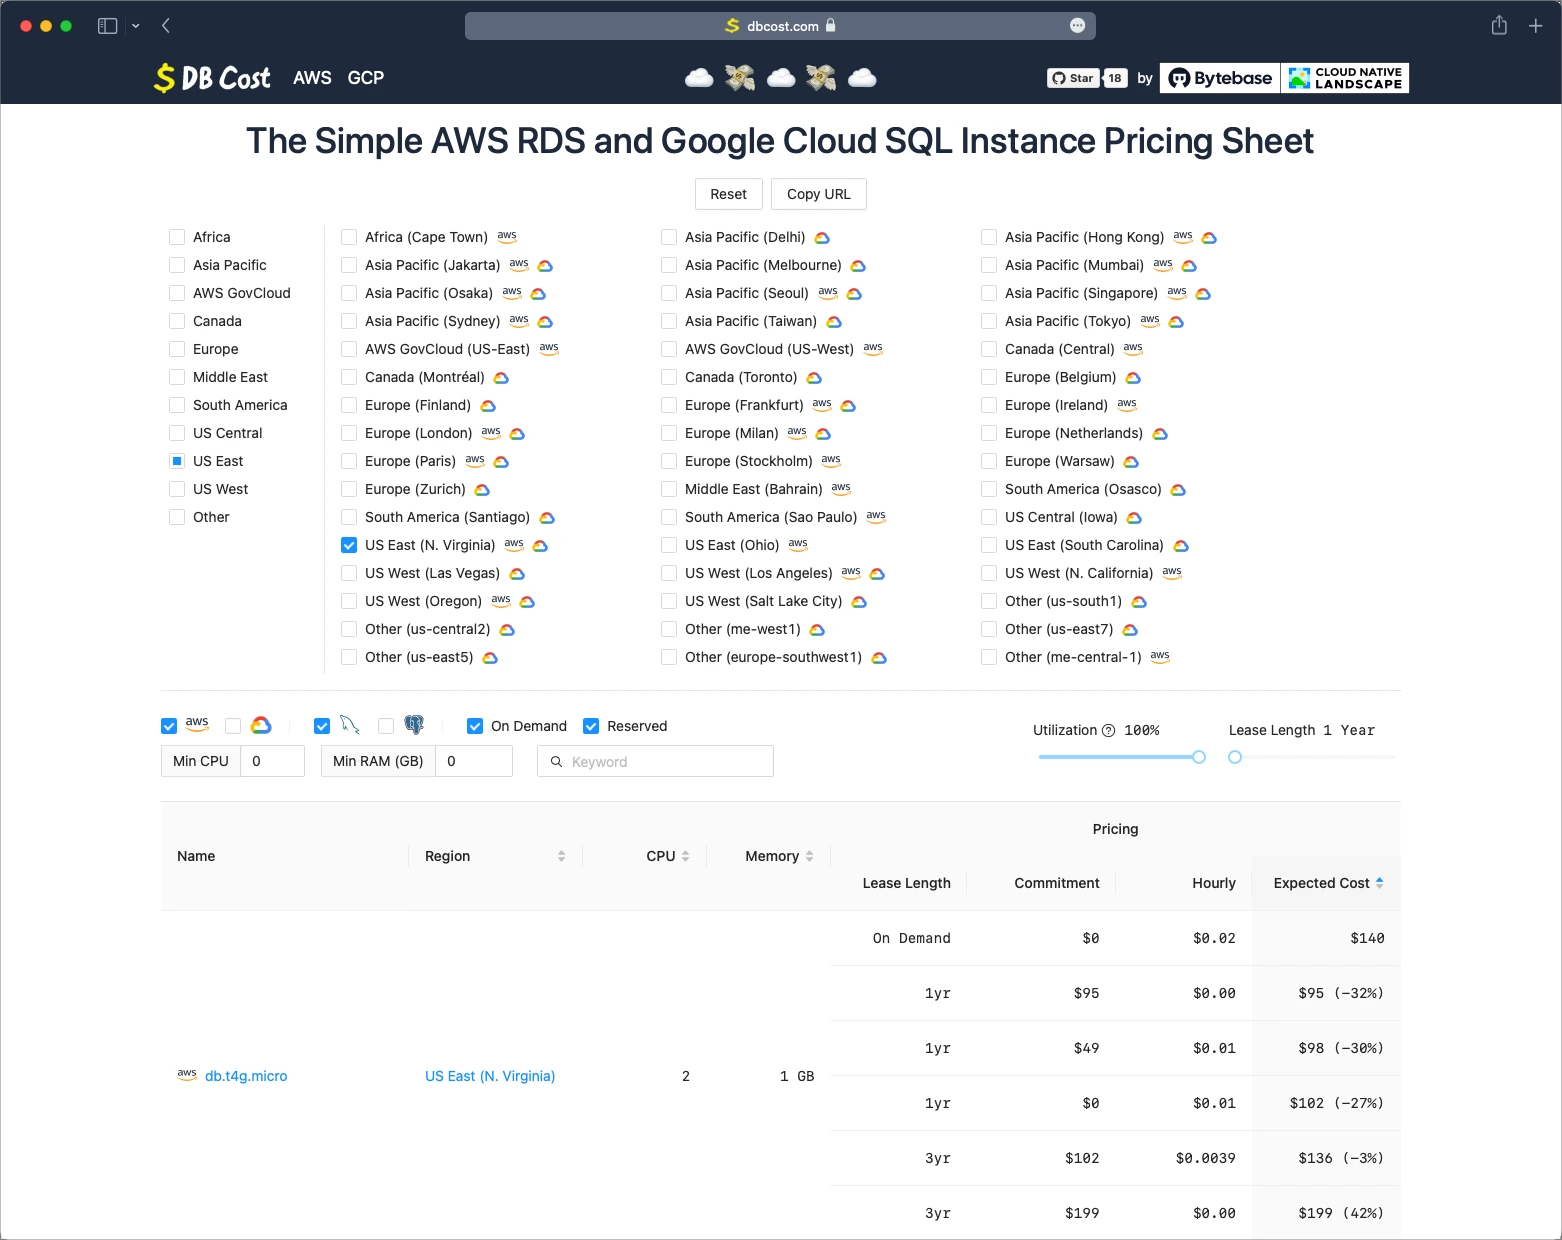 dbcost.com
$ DB Cost AWS GCP Star 18 by Bytebase CLOUD NATIVE LANDSCAPE
The Simple AWS RDS and Google Cloud SQL Instance Pricing Sheet
Reset Copy URL
Africa
Asia Pacific
AWS GovCloud
Canada
Europe
Middle East
South America
US Central
US East
US West
Other
Africa (Cape Town) aws Asia Pacific (Delhi) Asia Pacific (Hong Kong) aws
Asia Pacific (Jakarta) aws Asia Pacific (Melbourne) Asia Pacific (Mumbai) aws
Asia Pacific (Osaka) aws Asia Pacific (Seoul) aws Asia Pacific (Singapore) aws
Asia Pacific (Sydney) aws Asia Pacific (Taiwan) Asia Pacific (Tokyo) aws
AWS GovCloud (US-East) aws AWS GovCloud (US-West) aws Canada (Central) aws
Canada (Montréal) Canada (Toronto) Europe (Belgium)
Europe (Finland) Europe (Frankfurt) aws Europe (Ireland) aws
Europe (London) aws Europe (Milan) aws Europe (Netherlands)
Europe (Paris) aws Europe (Stockholm) aws Europe (Warsaw)
Europe (Zurich) Middle East (Bahrain) aws South America (Osasco)
South America (Santiago) South America (Sao Paulo) aws US Central (Iowa)
US East (N. Virginia) aws US East (Ohio) aws US East (South Carolina)
US West (Las Vegas) US West (Los Angeles) aws US West (N. California) aws
US West (Oregon) aws US West (Salt Lake City) Other (us-south1)
Other (us-central2) Other (me-west1) Other (us-east7)
Other (us-east5) Other (europe-southwest1) Other (me-central-1) aws
aws On Demand Reserved Utilization 100% Lease Length 1 Year
Min CPU 0 Min RAM (GB) 0 Keyword
Pricing
Name Region CPU Memory
Lease Length Commitment Hourly Expected Cost
On Demand $0 $0.02 $140
1yr $95 $0.00 $95 (-32%)
1yr $49 $0.01 $98 (-30%)
aws db.t4g.micro US East (N. Virginia) 2 1 GB
1yr $0 $0.01 $102 (-27%)
3yr $102 $0.0039 $136 (-3%)
3yr $199 $0.00 $199 (42%)